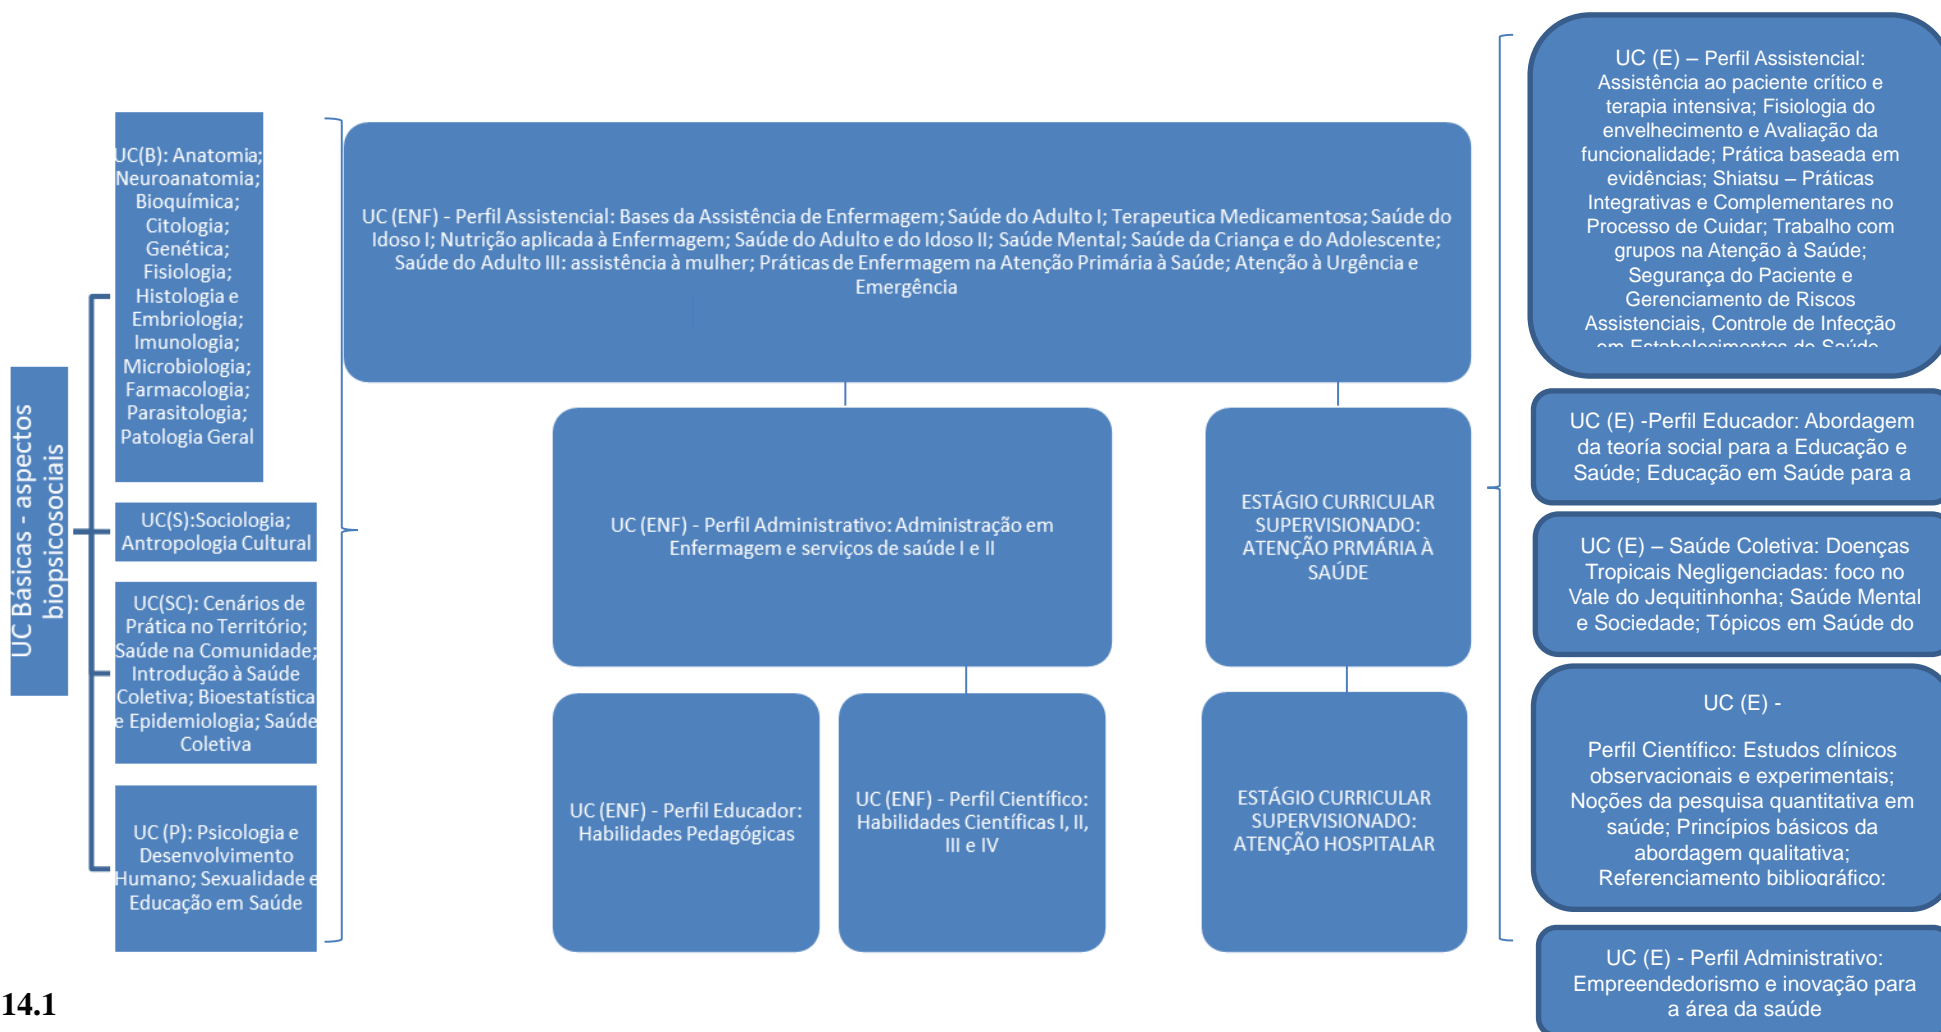 UC Básicas - aspectos
biopsicosociais
UC(B): Anatomia;
Neuroanatomia;
Bioquímica;
Citologia;
Genética;
Fisiologia;
Histologia e
Embriologia;
Imunologia;
Microbiologia;
Farmacologia;
Parasitologia;
Patologia Geral
UC(S):Sociologia;
Antropologia Cultural
UC(SC): Cenários de
Prática no Território;
Saúde na Comunidade;
Introdução à Saúde
Coletiva; Bioestatística
e Epidemiologia; Saúde
Coletiva
UC (P): Psicologia e
Desenvolvimento
Humano; Sexualidade e
Educação em Saúde
UC (ENF) - Perfil Assistencial: Bases da Assistência de Enfermagem; Saúde do Adulto I; Terapeutica Medicamentosa; Saúde do
Idoso I; Nutrição aplicada à Enfermagem; Saúde do Adulto e do Idoso II; Saúde Mental; Saúde da Criança e do Adolescente;
Saúde do Adulto III: assistência à mulher; Práticas de Enfermagem na Atenção Primária à Saúde; Atenção à Urgência e
Emergência
UC (ENF) - Perfil Administrativo: Administração em
Enfermagem e serviços de saúde I e II
UC (ENF) - Perfil Educador:
Habilidades Pedagógicas
UC (ENF) - Perfil Científico:
Habilidades Científicas I, II,
III e IV
ESTÁGIO CURRICULAR
SUPERVISIONADO:
ATENÇÃO PRMÁRIA À
SAÚDE
ESTÁGIO CURRICULAR
SUPERVISIONADO:
ATENÇÃO HOSPITALAR
UC (E) – Perfil Assistencial:
Assistência ao paciente crítico e
terapia intensiva; Fisiologia do
envelhecimento e Avaliação da
funcionalidade; Prática baseada em
evidências; Shiatsu – Práticas
Integrativas e Complementares no
Processo de Cuidar; Trabalho com
grupos na Atenção à Saúde;
Segurança do Paciente e
Gerenciamento de Riscos
Assistenciais, Controle de Infecção
em Estabelecimentos de Saúde
UC (E) -Perfil Educador: Abordagem
da teoría social para a Educação e
Saúde; Educação em Saúde para a
UC (E) – Saúde Coletiva: Doenças
Tropicais Negligenciadas: foco no
Vale do Jequitinhonha; Saúde Mental
e Sociedade; Tópicos em Saúde do
UC (E) -
Perfil Científico: Estudos clínicos
observacionais e experimentais;
Noções da pesquisa quantitativa em
saúde; Princípios básicos da
abordagem qualitativa;
Referenciamento bibliográfico:
UC (E) - Perfil Administrativo:
Empreendedorismo e inovação para
a área da saúde
14.1